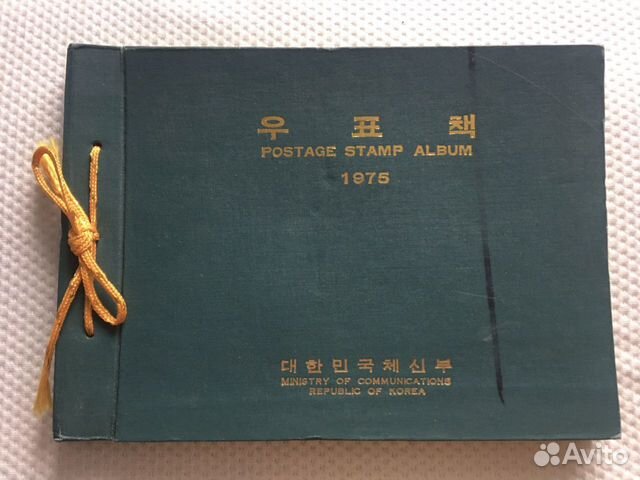 우 표 책
POSTAGE STAMP ALBUM
1975
대한민국체신부
MINISTRY OF COMMUNICATIONS
REPUBLIC OF KOREA
Avito